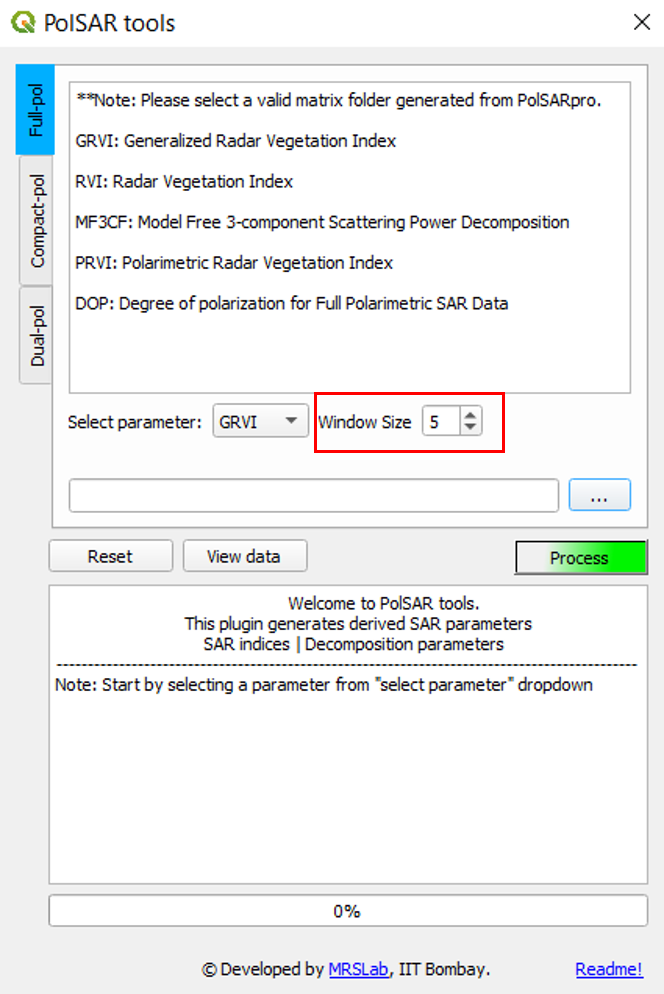 PolSAR tools
Full-pol
Compact-pol
Dual-pol
**Note: Please select a valid matrix folder generated from PolSARpro.
GRVI: Generalized Radar Vegetation Index
RVI: Radar Vegetation Index
MF3CF: Model Free 3-component Scattering Power Decomposition
PRVI: Polarimetric Radar Vegetation Index
DOP: Degree of polarization for Full Polarimetric SAR Data
Select parameter: GRVI Window Size 5
...
Reset View data Process
Welcome to PolSAR tools.
This plugin generates derived SAR parameters
SAR indices | Decomposition parameters
Note: Start by selecting a parameter from "select parameter" dropdown
0%
© Developed by MRSLab, IIT Bombay. Readme!